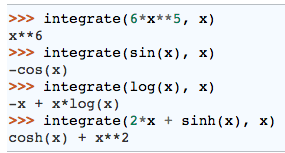 >>> integrate(6*x**5, x)
x**6
>>> integrate(sin(x), x)
-cos(x)
>>> integrate(log(x), x)
-x + x*log(x)
>>> integrate(2*x + sinh(x), x)
cosh(x) + x**2